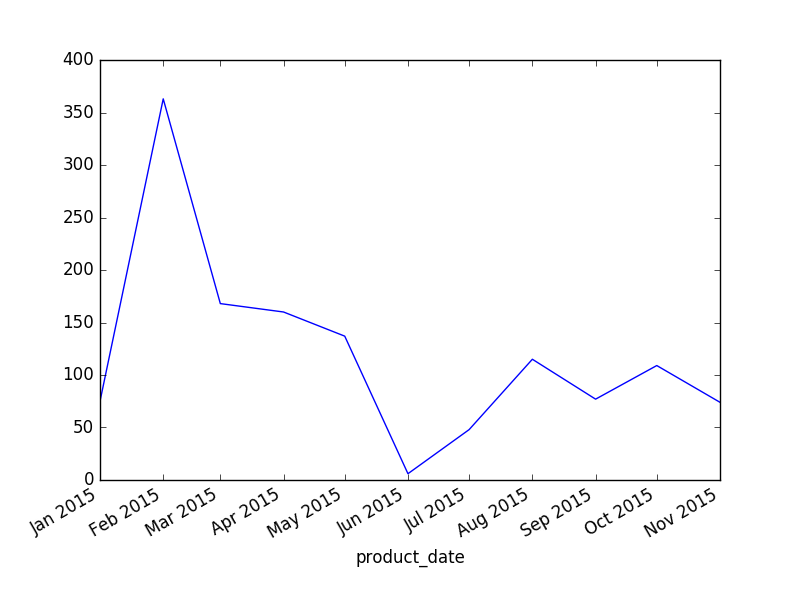 400
350
300
250
200
150
100
50
0
Jan 2015
Feb 2015
Mar 2015
Apr 2015
May 2015
Jun 2015
Jul 2015
Aug 2015
Sep 2015
Oct 2015
Nov 2015
product_date